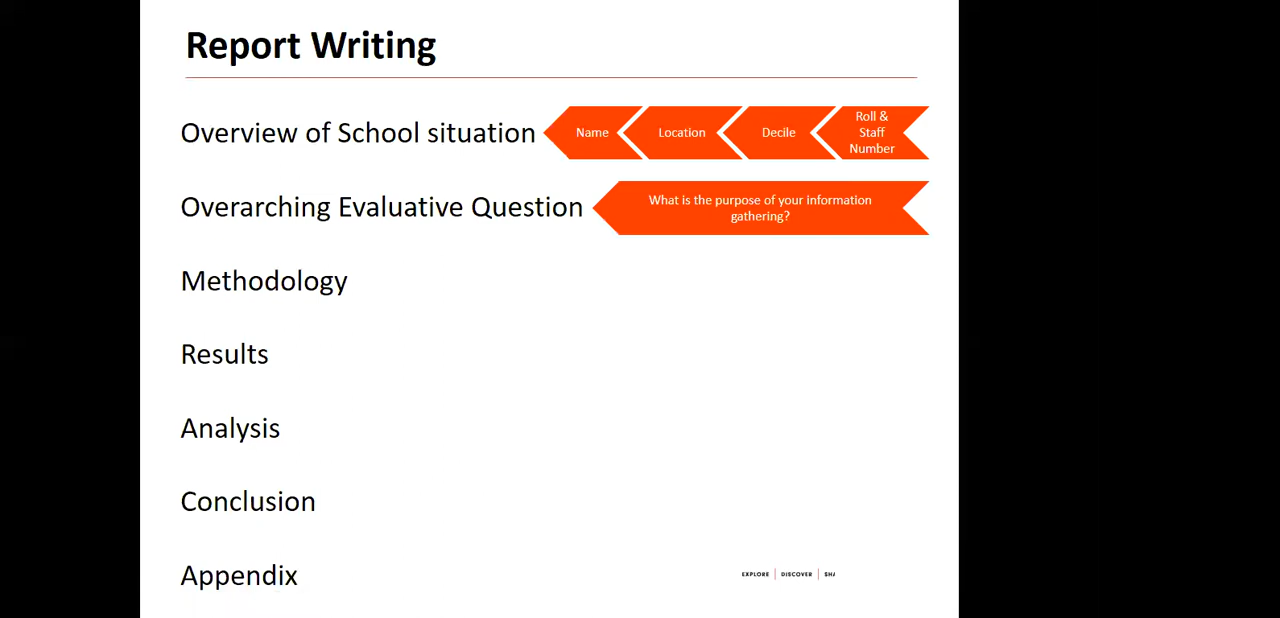 Report Writing
Overview of School situation
Name
Location
Decile
Roll &
Staff
Number
Overarching Evaluative Question
What is the purpose of your information
gathering?
Methodology
Results
Analysis
Conclusion
Appendix
EXPLORE | DISCOVER |